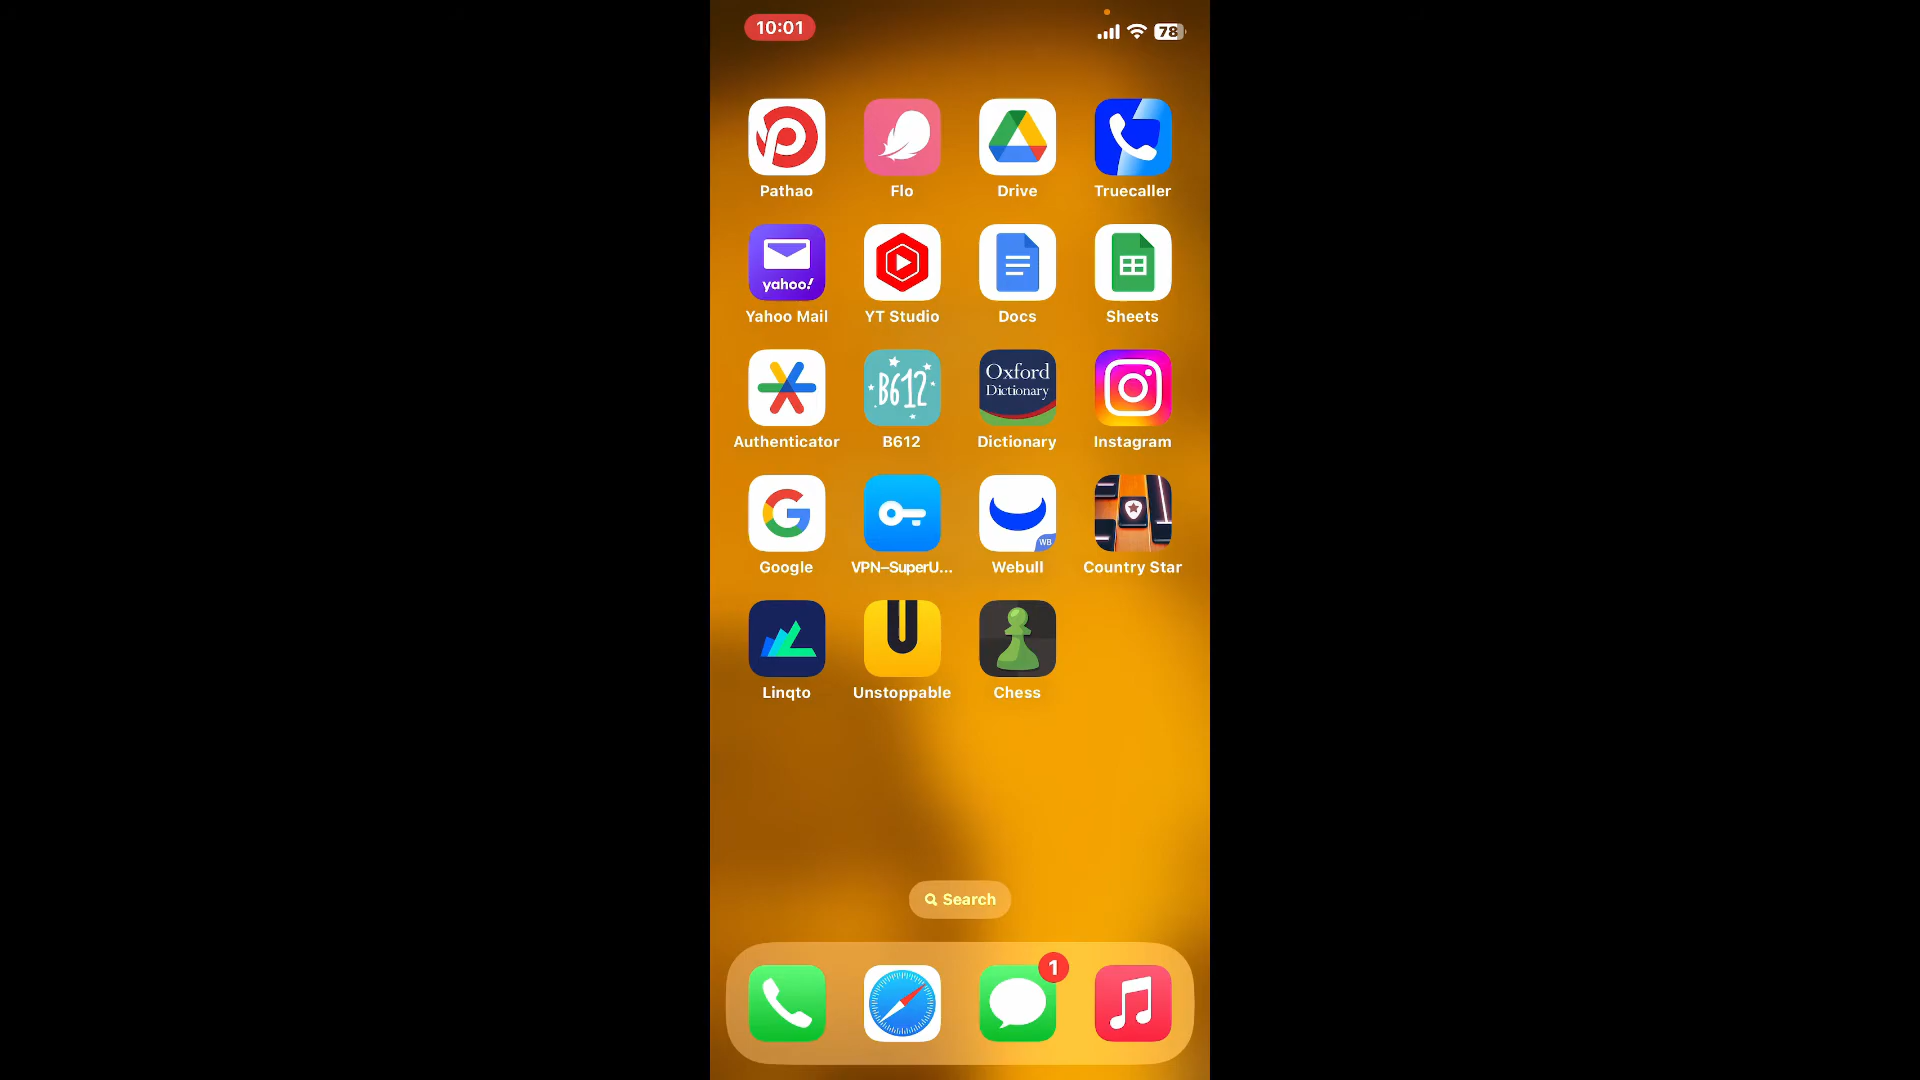 10:01
78
Pathao
Flo
Drive
Truecaller
yahoo!
Yahoo Mail
YT Studio
Docs
Sheets
B612
Oxford
Dictionary
Authenticator
B612
Dictionary
Instagram
G
WB
Google
VPN–SuperU...
Webull
Country Star
U
Linqto
Unstoppable
Chess
Search
1